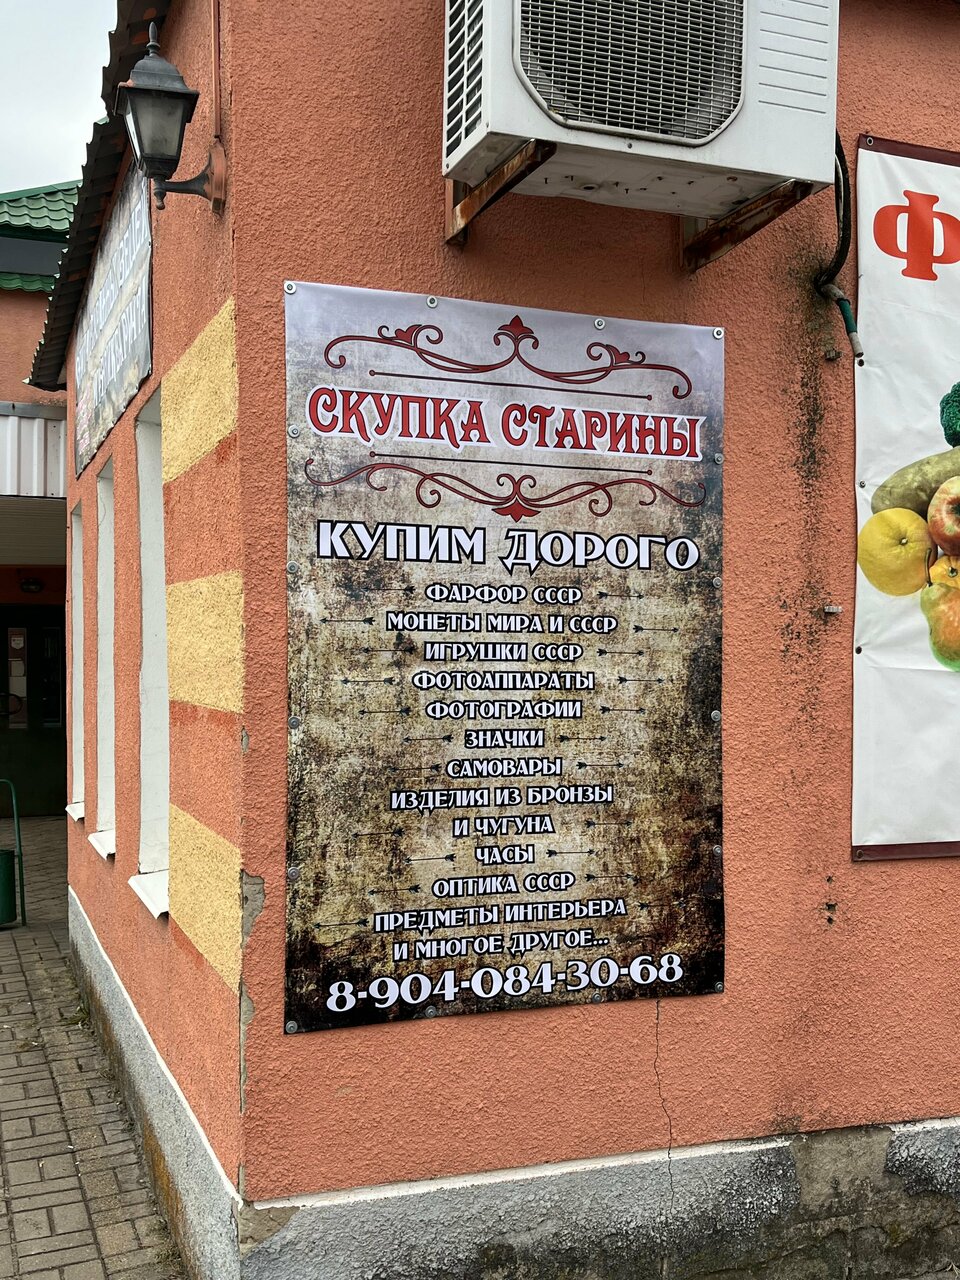 СКУПКА СТАРИНЫ
КУПИМ ДОРОГО
ФАРФОР СССР
МОНЕТЫ МИРА И СССР
ИГРУШКИ СССР
ФОТОАППАРАТЫ
ФОТОГРАФИИ
ЗНАЧКИ
САМОВАРЫ
ИЗДЕЛИЯ ИЗ БРОНЗЫ
И ЧУГУНА
ЧАСЫ
ОПТИКА СССР
ПРЕДМЕТЫ ИНТЕРЬЕРА
И МНОГОЕ ДРУГОЕ...
8-904-084-30-68
Ф